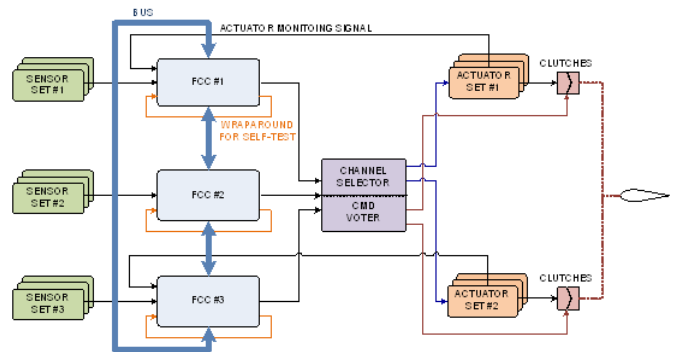 BUS
ACTUATOR MONITOING SIGNAL
CLUTCHES
SENSOR
SET #1
FCC #1
ACTUATOR
SET #1
WRAPAROUND
FOR SELF-TEST
SENSOR
SET #2
FCC #2
CHANNEL
SELECTOR
CMD
VOTER
SENSOR
SET #3
FCC #3
ACTUATOR
SET #2
CLUTCHES